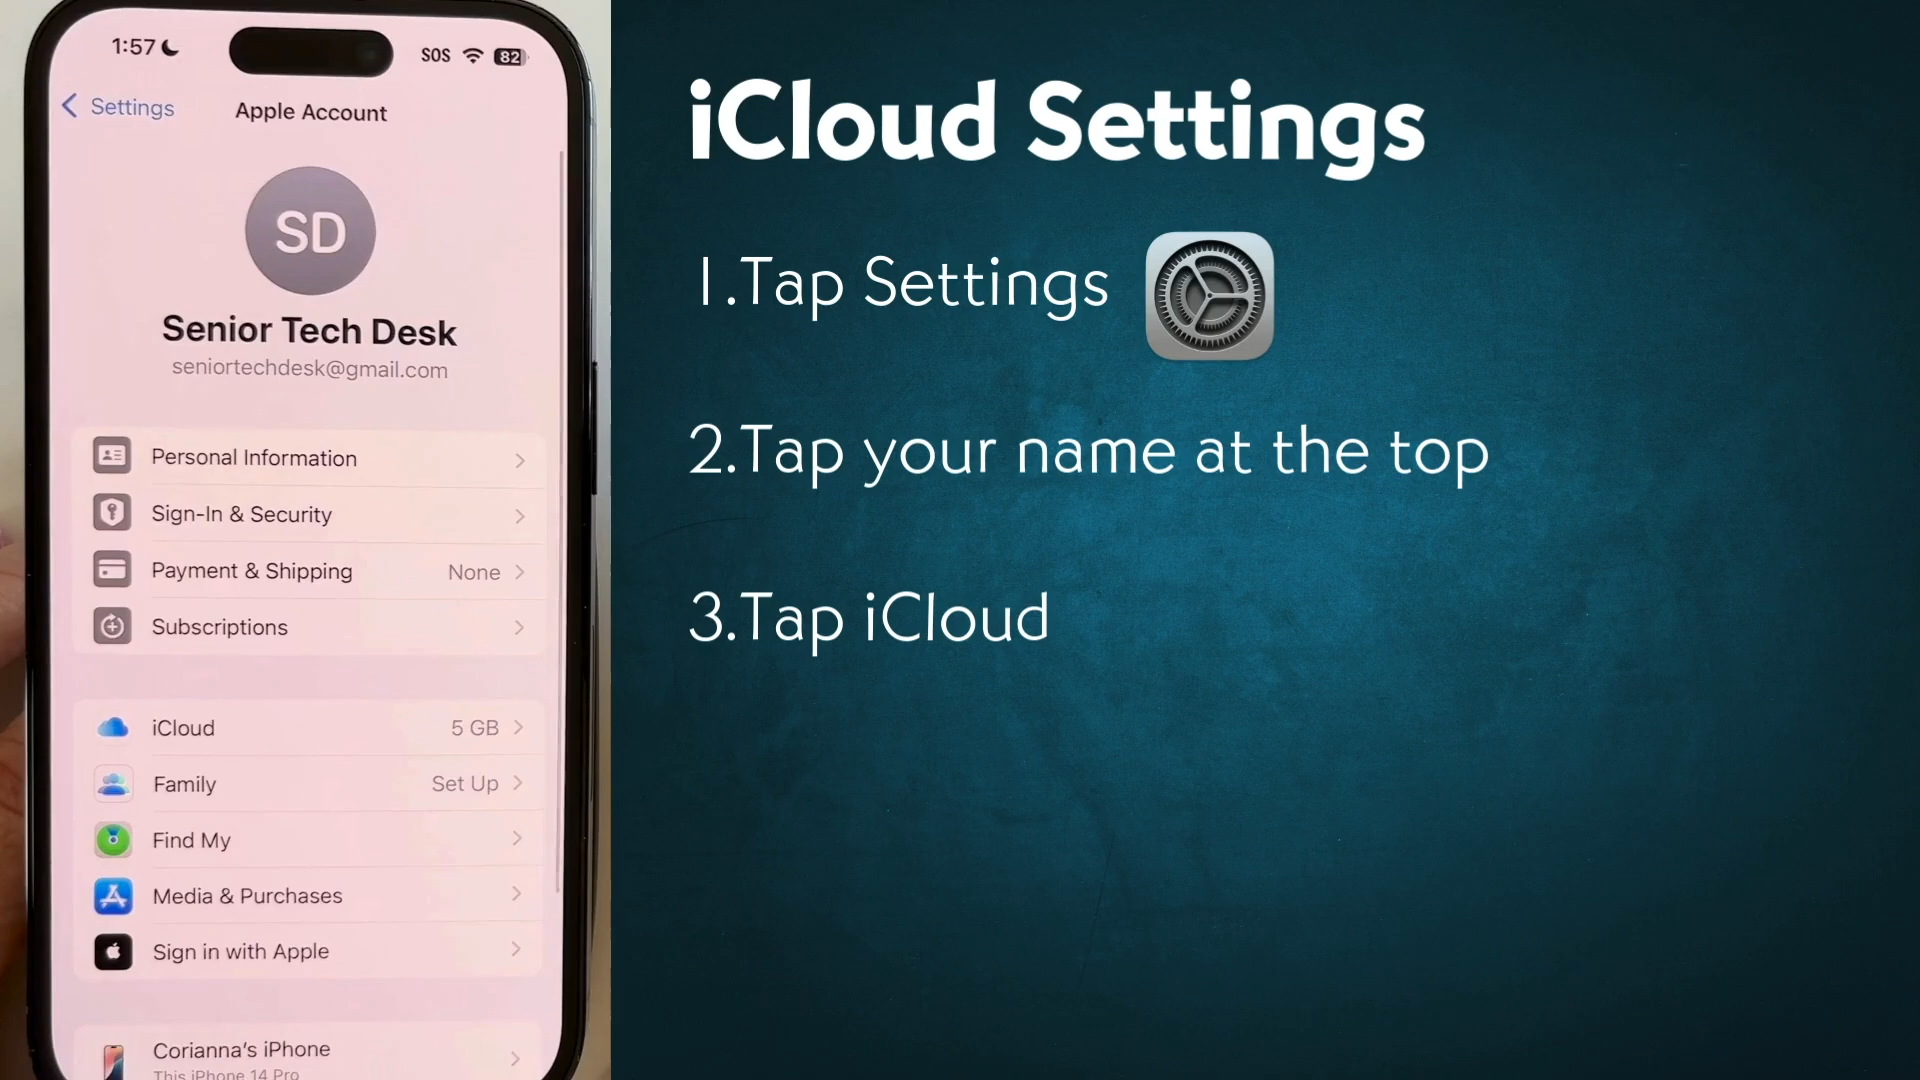 1:57
SOS
82
Settings
Apple Account
SD
Senior Tech Desk
seniortechdesk@gmail.com
Personal Information
Sign-In & Security
Payment & Shipping None
Subscriptions
iCloud 5 GB
Family Set Up
Find My
Media & Purchases
Sign in with Apple
Corianna's iPhone
This iPhone 14 Pro
iCloud Settings
1.Tap Settings
2.Tap your name at the top
3.Tap iCloud